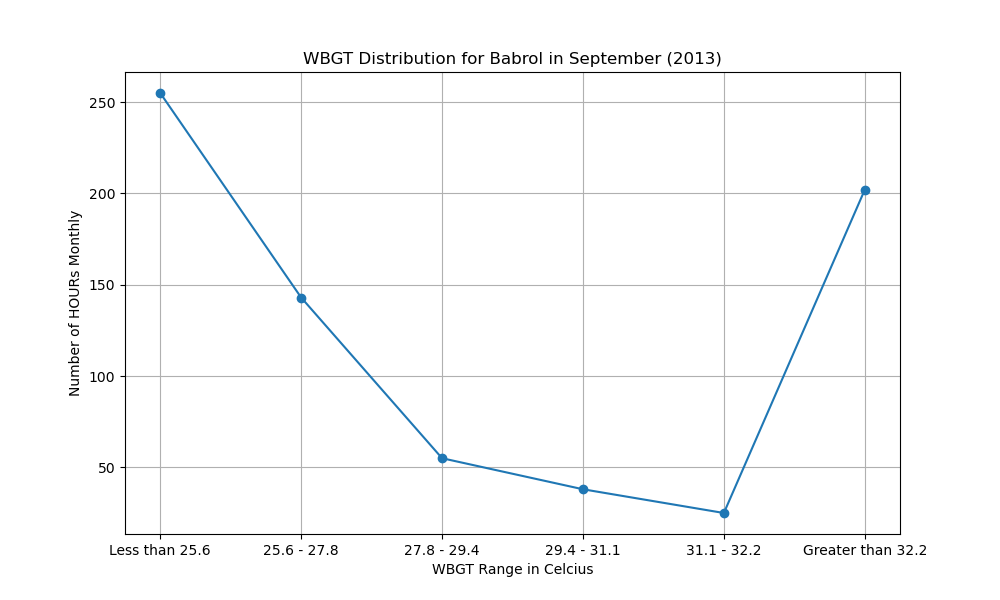 WBGT Distribution for Babrol in September (2013)
Number of HOURs Monthly
250
200
150
100
50
Less than 25.6
25.6 - 27.8
27.8 - 29.4
29.4 - 31.1
31.1 - 32.2
Greater than 32.2
WBGT Range in Celcius